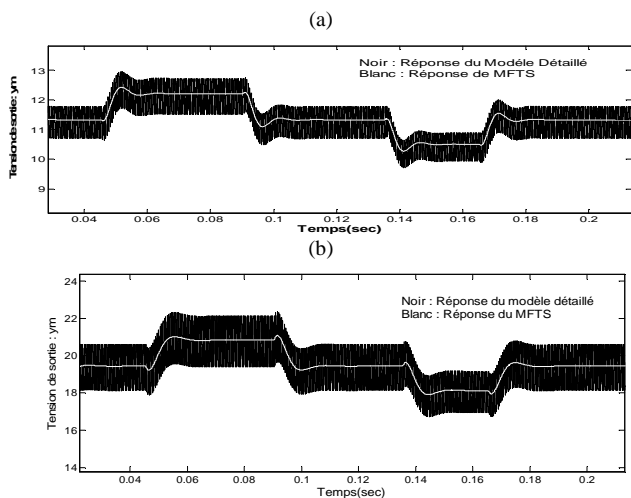 (a)
Noir : Réponse du Modéle Détaillé
Blanc : Réponse de MFTS
Tension de sortie : ym
13
12
11
10
9
0.04 0.06 0.08 0.1 0.12 0.14 0.16 0.18 0.2
Temps(sec)
(b)
Noir : Réponse du modèle détaillé
Blanc : Réponse du MFTS
Tension de sortie : ym
24
22
20
18
16
14
0.04 0.06 0.08 0.1 0.12 0.14 0.16 0.18 0.2
Temps(sec)